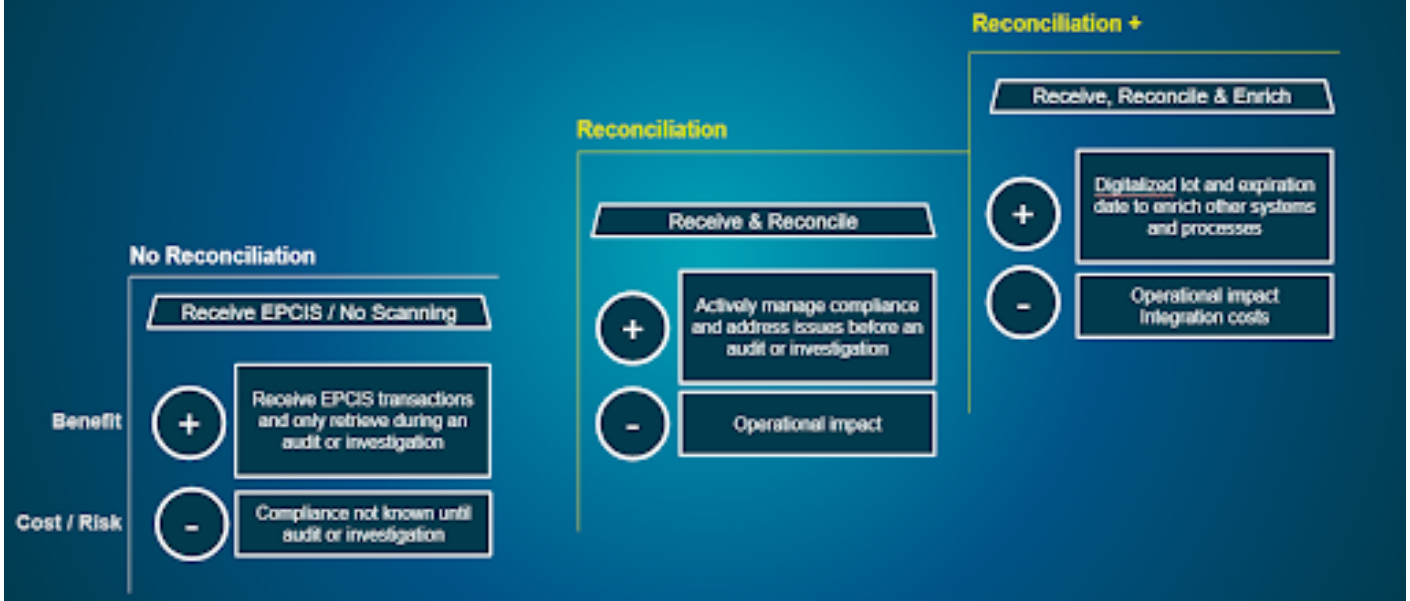 Reconciliation +
Receive, Reconcile & Enrich
+
Digitalized lot and expiration
date to enrich other systems
and processes
-
Operational impact
Integration costs
Reconciliation
Receive & Reconcile
+
Actively manage compliance
and address issues before an
audit or investigation
-
Operational impact
No Reconciliation
Receive EPCIS / No Scanning
Benefit
+
Receive EPCIS transactions
and only retrieve during an
audit or investigation
Cost / Risk
-
Compliance not known until
audit or investigation